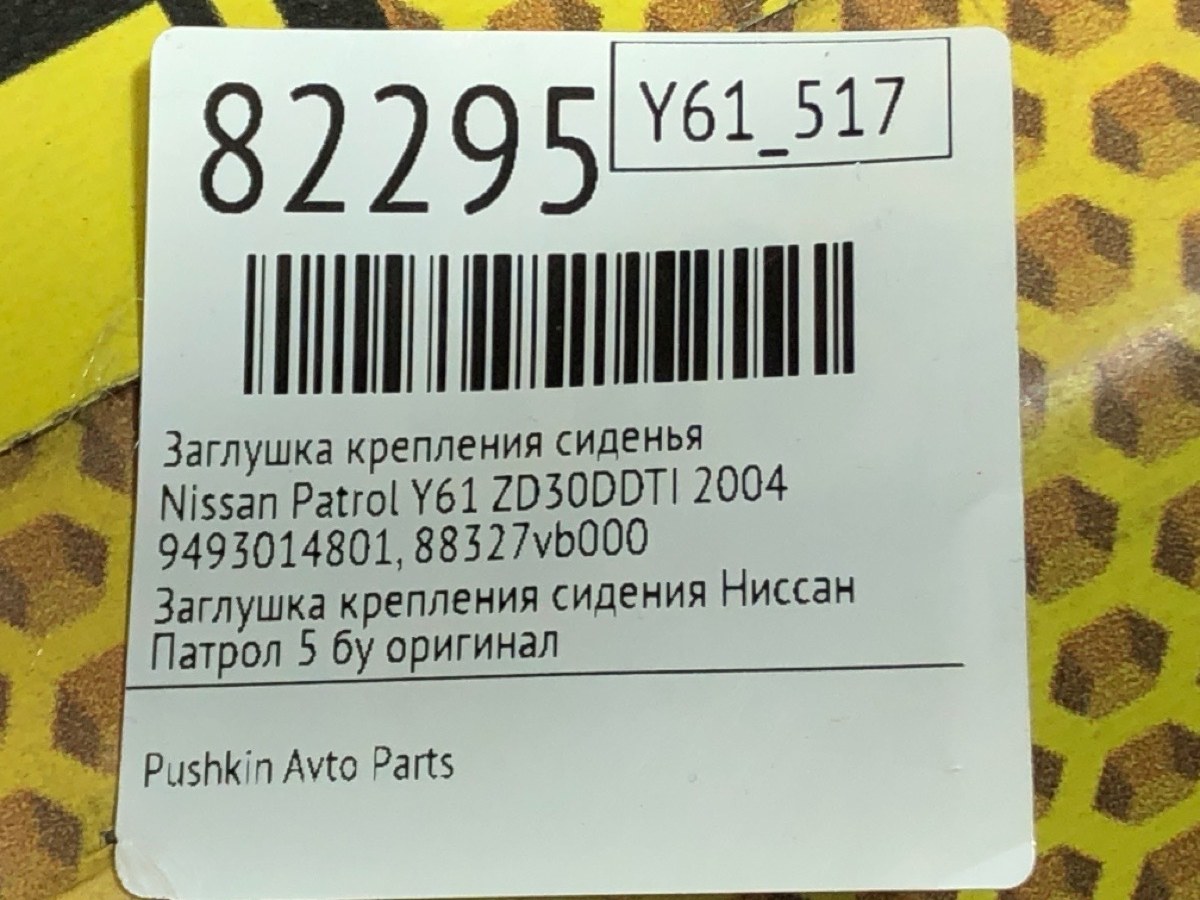 82295
Y61_517
Заглушка крепления сиденья
Nissan Patrol Y61 ZD30DDTI 2004
9493014801, 88327vb000
Заглушка крепления сидения Ниссан
Патрол 5 бу оригинал
Pushkin Avto Parts